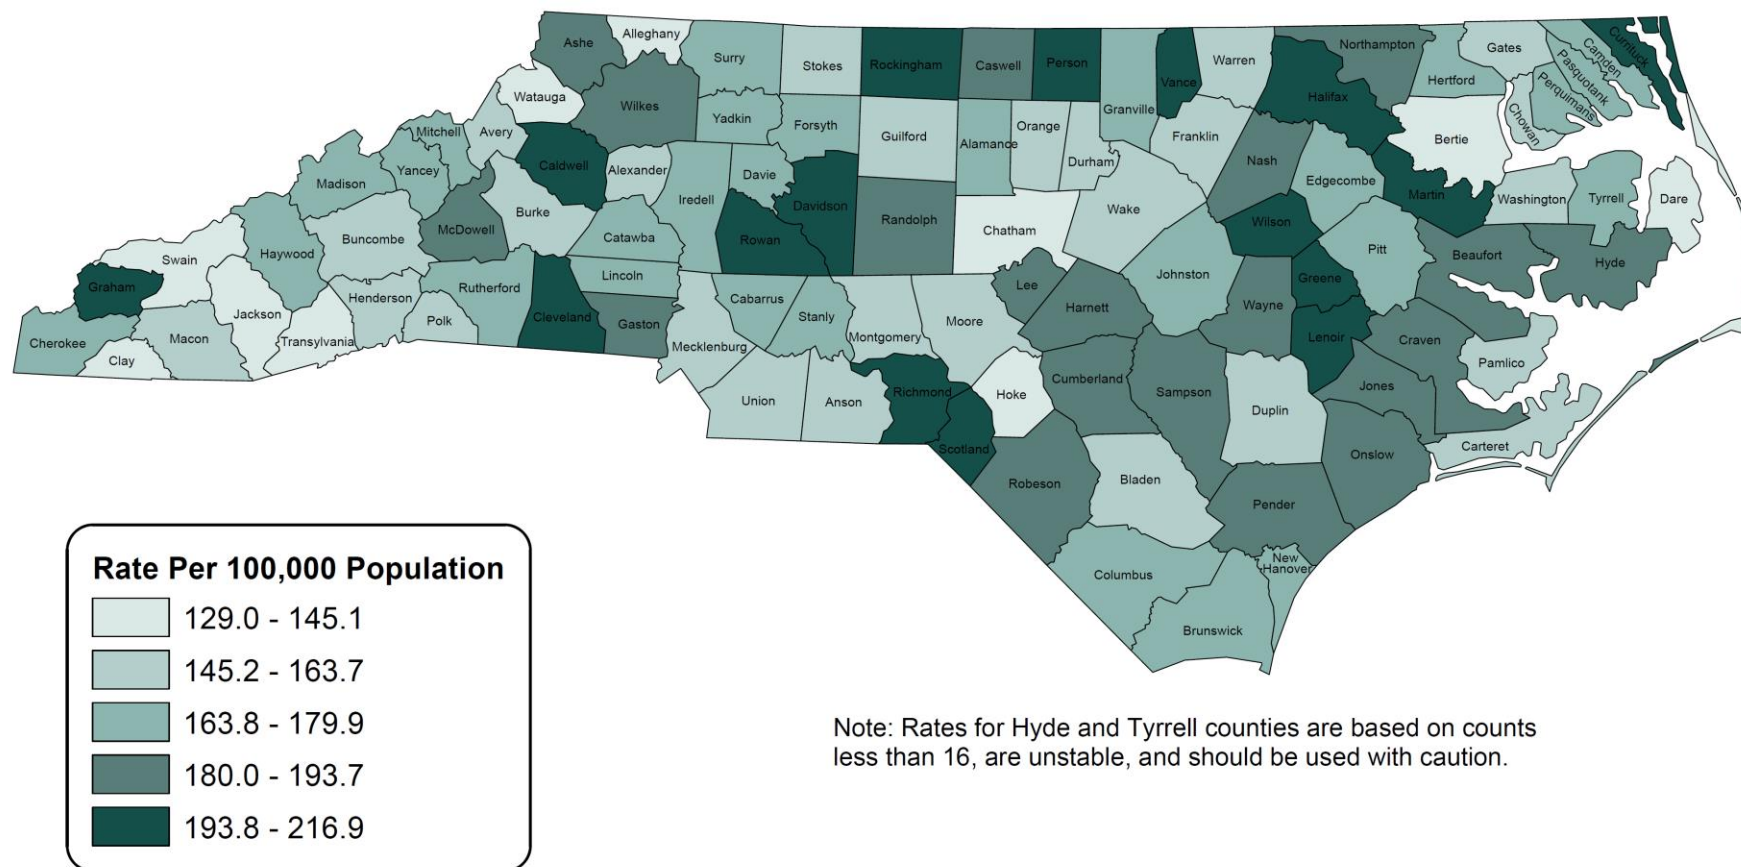 Ashe
Alleghany
Surry
Stokes
Rockingham
Caswell
Person
Granville
Vance
Warren
Northampton
Gates
Hertford
Camden
Currituck
Pasquotank
Perquimans
Chowan
Watauga
Wilkes
Yadkin
Forsyth
Guilford
Alamance
Orange
Durham
Franklin
Halifax
Bertie
Mitchell
Avery
Caldwell
Alexander
Iredell
Davie
Davidson
Randolph
Chatham
Wake
Nash
Edgecombe
Martin
Washington
Tyrrell
Dare
Madison
Yancey
McDowell
Burke
Catawba
Rowan
Wilson
Pitt
Beaufort
Hyde
Swain
Haywood
Buncombe
Rutherford
Lincoln
Cabarrus
Stanly
Montgomery
Moore
Lee
Harnett
Johnston
Wayne
Greene
Lenoir
Craven
Pamlico
Graham
Cherokee
Clay
Macon
Jackson
Transylvania
Henderson
Polk
Cleveland
Gaston
Mecklenburg
Union
Anson
Richmond
Scotland
Hoke
Cumberland
Sampson
Duplin
Jones
Onslow
Carteret
Robeson
Bladen
Pender
Columbus
New
Hanover
Brunswick
Rate Per 100,000 Population
129.0 - 145.1
145.2 - 163.7
163.8 - 179.9
180.0 - 193.7
193.8 - 216.9
Note: Rates for Hyde and Tyrrell counties are based on counts
less than 16, are unstable, and should be used with caution.